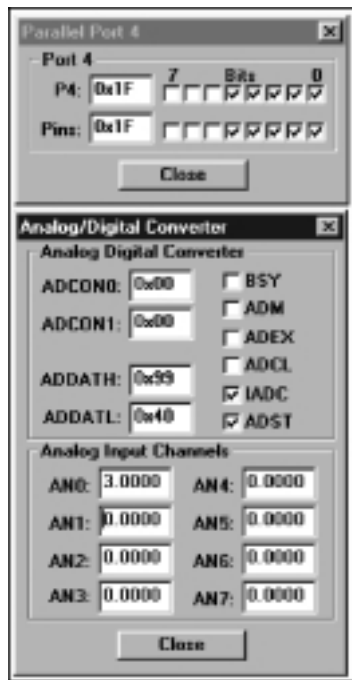 Parallel Port 4
Port 4
7 Bits 0
P4: 0x1F
Pins: 0x1F
Close
Analog/Digital Converter
Analog Digital Converter
ADCON0: 0x00 BSY
ADCON1: 0x00 ADM
ADEX
ADDATH: 0x99 ADCL
IADC
ADDATL: 0x40 ADST
Analog Input Channels
AN0: 3.0000 AN4: 0.0000
AN1: 0.0000 AN5: 0.0000
AN2: 0.0000 AN6: 0.0000
AN3: 0.0000 AN7: 0.0000
Close